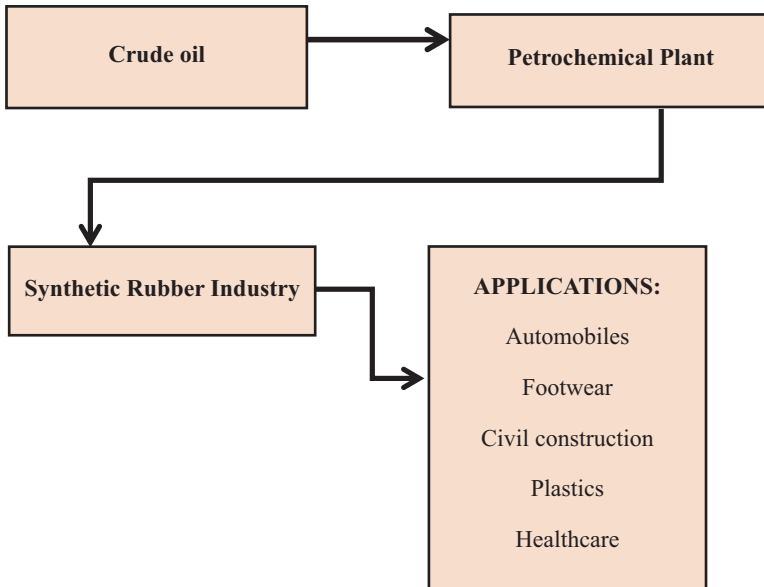 Crude oil
Petrochemical Plant
Synthetic Rubber Industry
APPLICATIONS:
Automobiles
Footwear
Civil construction
Plastics
Healthcare